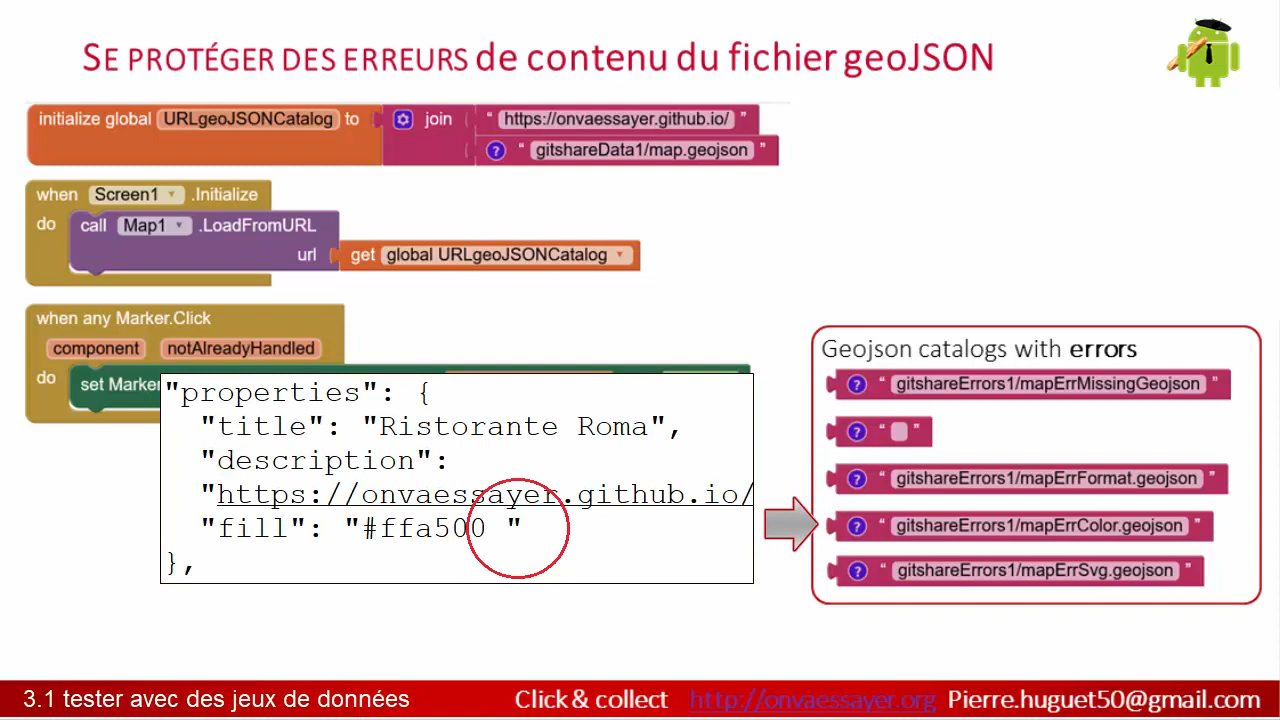 SE PROTÉGER DES ERREURS de contenu du fichier geoJSON
initialize global URLgeoJSONCatalog to join " https://onvaessayer.github.io/ "
? " gitshareData1/map.geojson "
when Screen1 .Initialize
do call Map1 .LoadFromURL
url get global URLgeoJSONCatalog
when any Marker.Click
component notAlreadyHandled
do set Marker
"properties": {
"title": "Ristorante Roma",
"description":
"https://onvaessayer.github.io/
"fill": "#ffa500 "
},
Geojson catalogs with errors
? " gitshareErrors1/mapErrMissingGeojson "
? " "
? " gitshareErrors1/mapErrFormat.geojson "
? " gitshareErrors1/mapErrColor.geojson "
? " gitshareErrors1/mapErrSvg.geojson "
3.1 tester avec des jeux de données Click & collect http://onvaessayer.org Pierre.huguet50@gmail.com